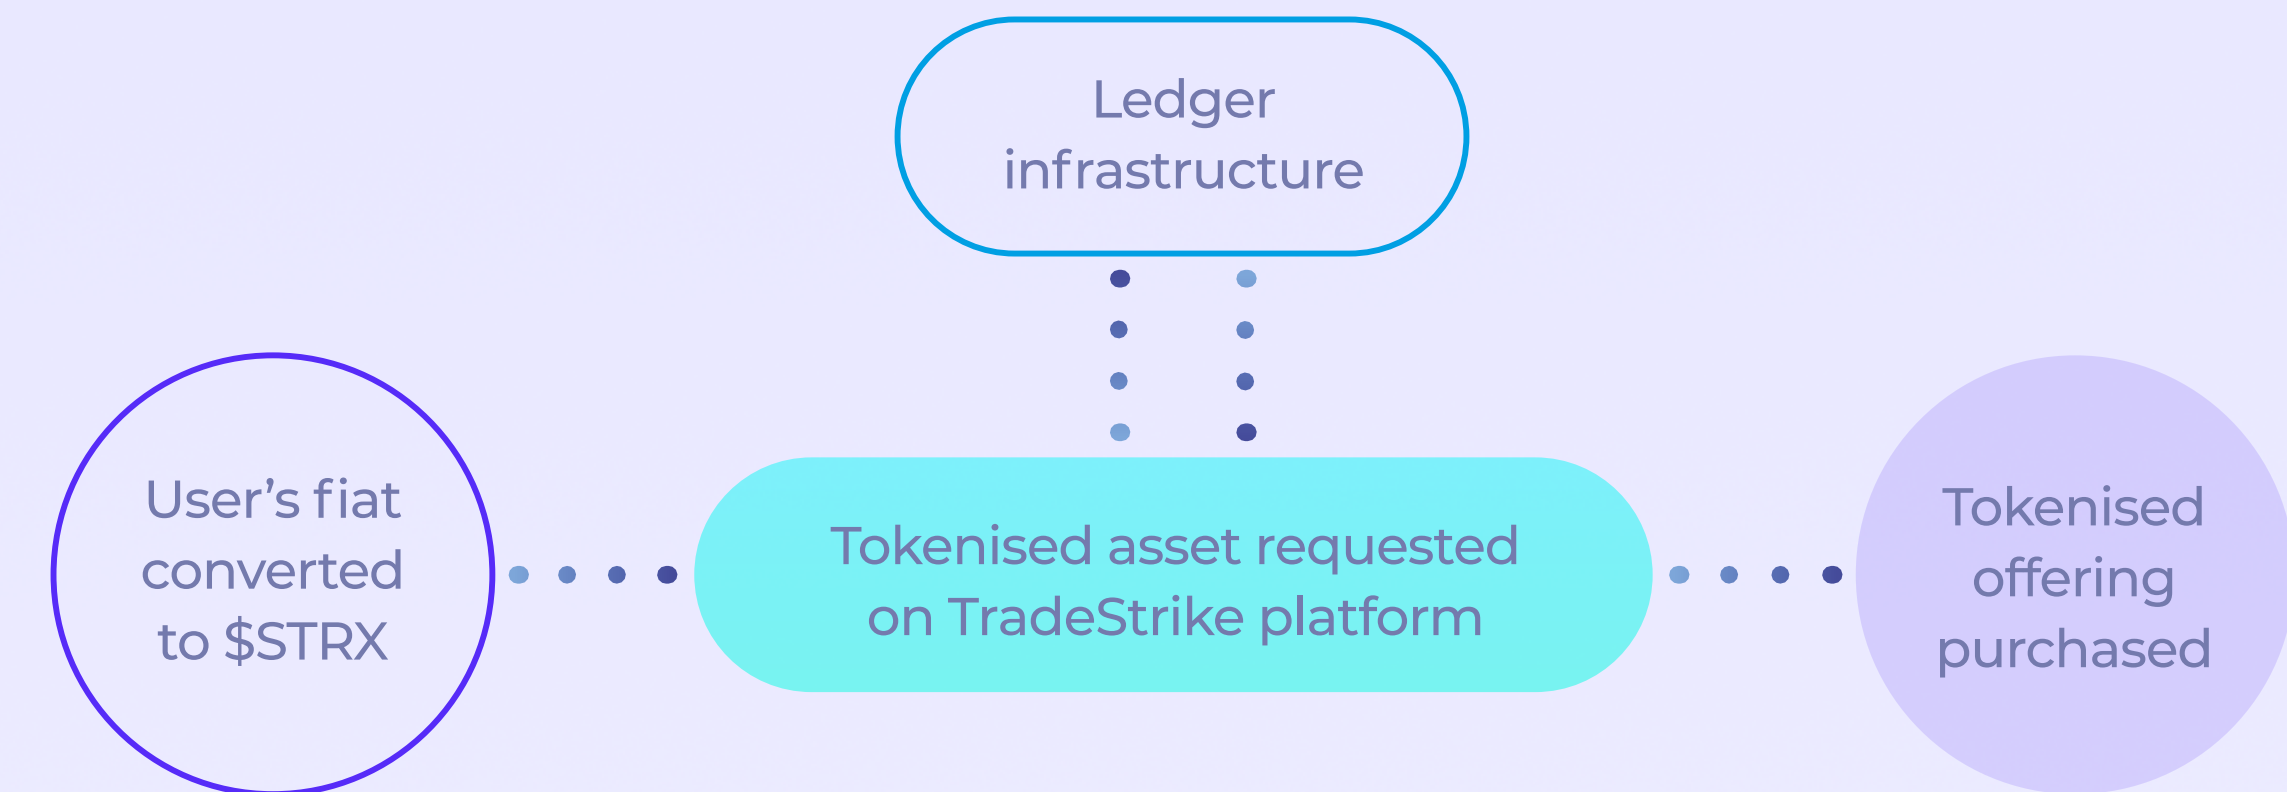 Ledger
infrastructure
User’s fiat
converted
to $STRX
Tokenised asset requested
on TradeStrike platform
Tokenised
offering
purchased